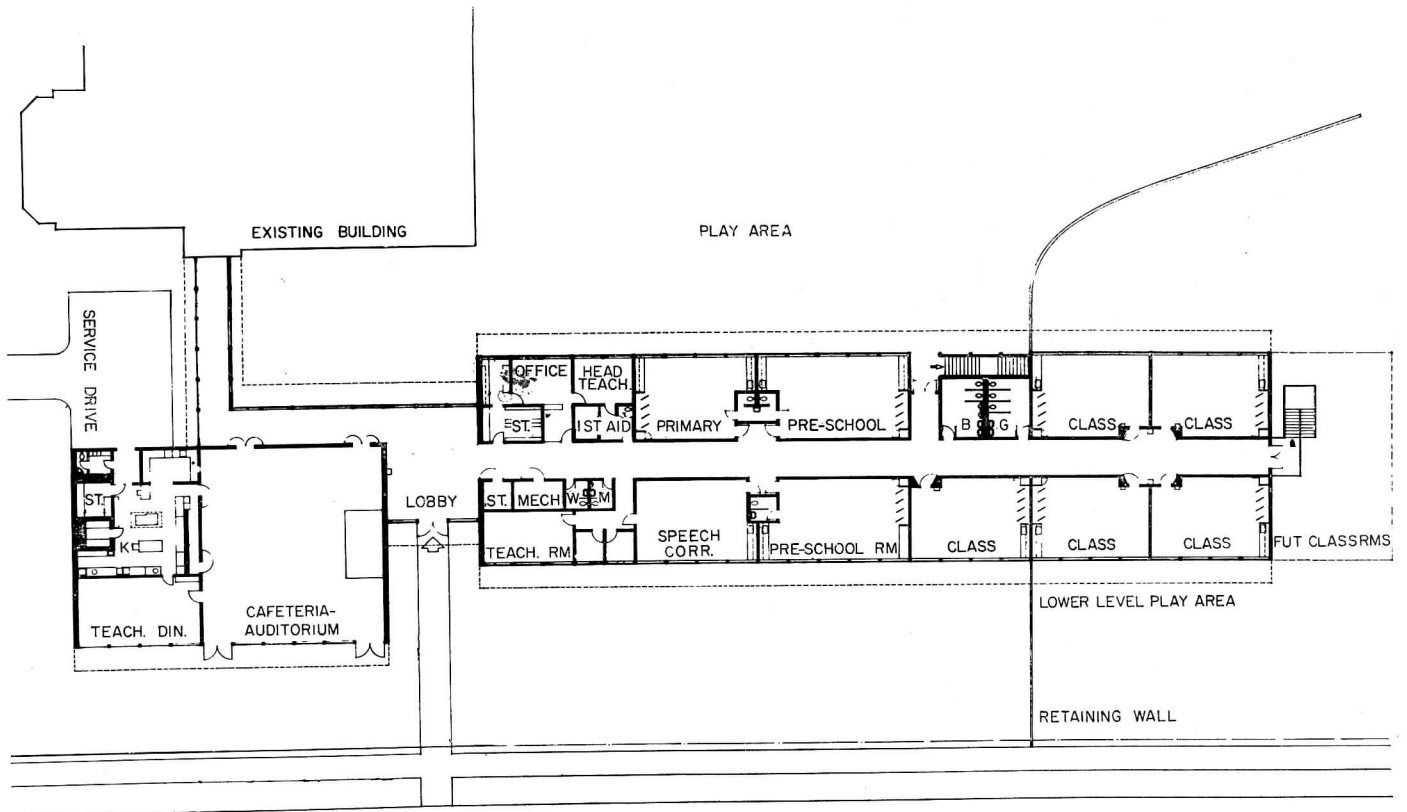 EXISTING BUILDING
PLAY AREA
SERVICE DRIVE
OFFICE
HEAD
TEACH.
ST.
1ST AID
PRIMARY
PRE-SCHOOL
B
G
CLASS
CLASS
ST.
K
LOBBY
ST.
MECH
W
M
TEACH. RM
SPEECH
CORR.
PRE-SCHOOL RM
CLASS
CLASS
CLASS
FUT CLASSRMS
TEACH. DIN.
CAFETERIA-
AUDITORIUM
LOWER LEVEL PLAY AREA
RETAINING WALL